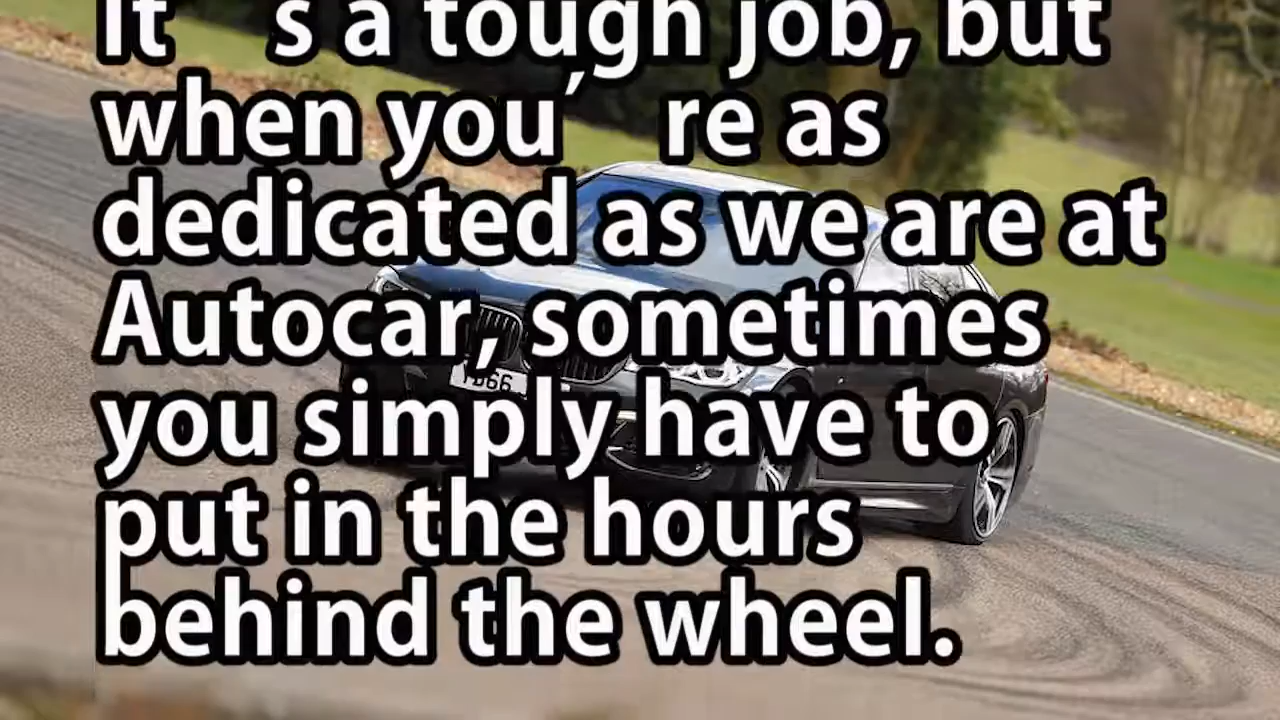 It s a tough job, but
when you’ re as
dedicated as we are at
Autocar, sometimes
you simply have to
put in the hours
behind the wheel.